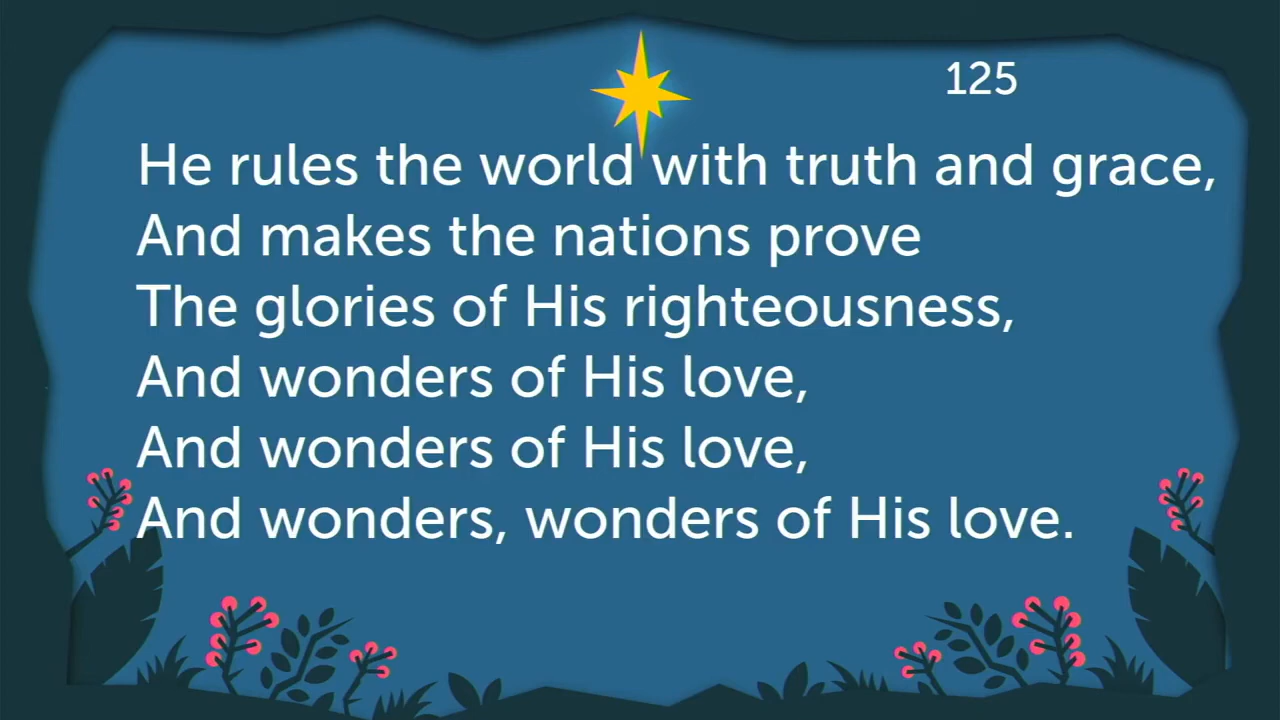 125
He rules the world with truth and grace,
And makes the nations prove
The glories of His righteousness,
And wonders of His love,
And wonders of His love,
And wonders, wonders of His love.